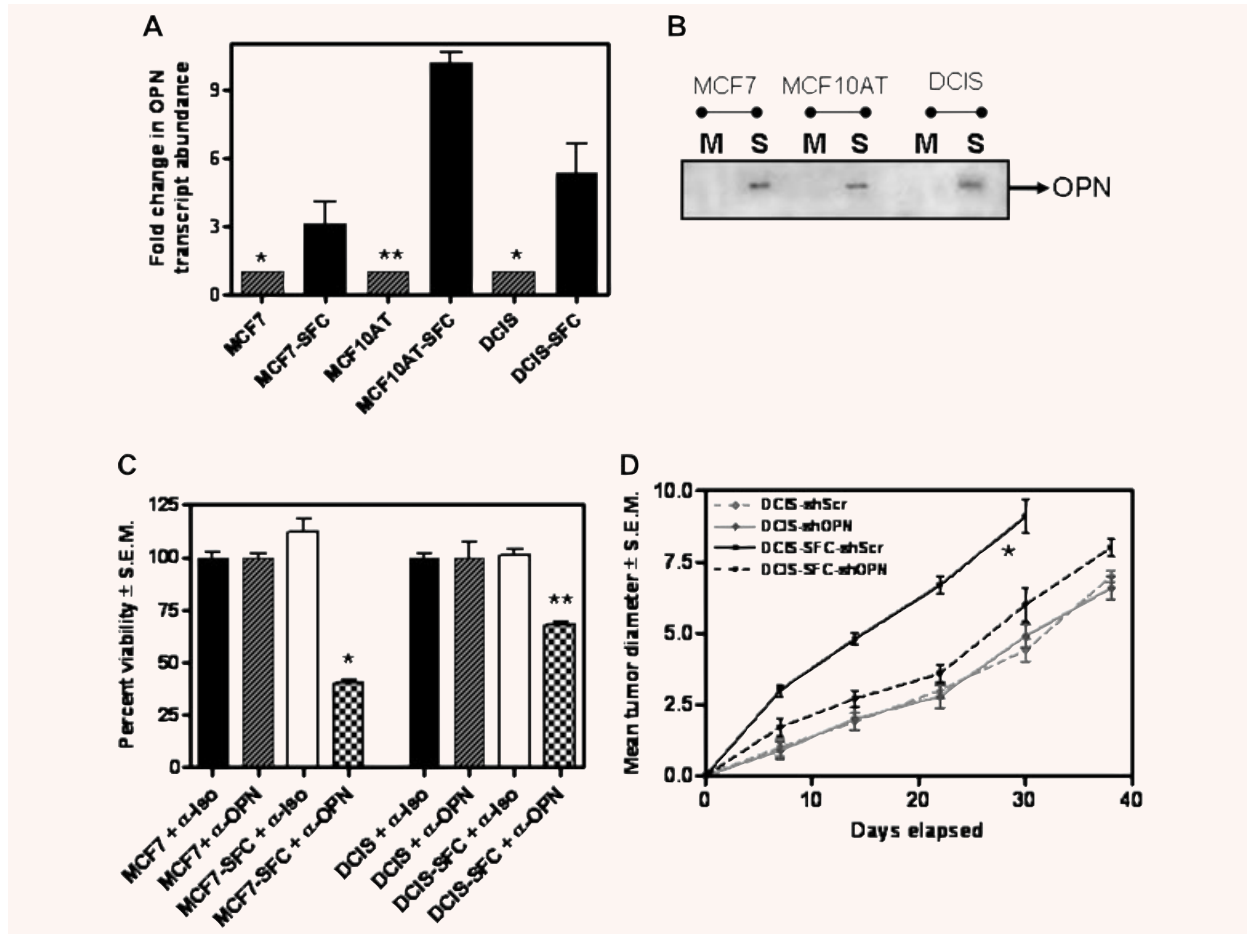 A
Fold change in OPN
transcript abundance
9
6
3
0
*
**
*
MCF7
MCF7-SFC
MCF10AT
MCF10AT-SFC
DCIS
DCIS-SFC
B
MCF7 MCF10AT DCIS
M S M S M S
OPN
C
Percent viability ± S.E.M.
125
100
75
50
25
0
*
**
MCF7 + α-Iso
MCF7 + α-OPN
MCF7-SFC + α-Iso
MCF7-SFC + α-OPN
DCIS + α-Iso
DCIS + α-OPN
DCIS-SFC + α-Iso
DCIS-SFC + α-OPN
D
Mean tumor diameter ± S.E.M.
10.0
7.5
5.0
2.5
0.0
DCIS-shScr
DCIS-shOPN
DCIS-SFC-shScr
DCIS-SFC-shOPN
*
0 10 20 30 40
Days elapsed